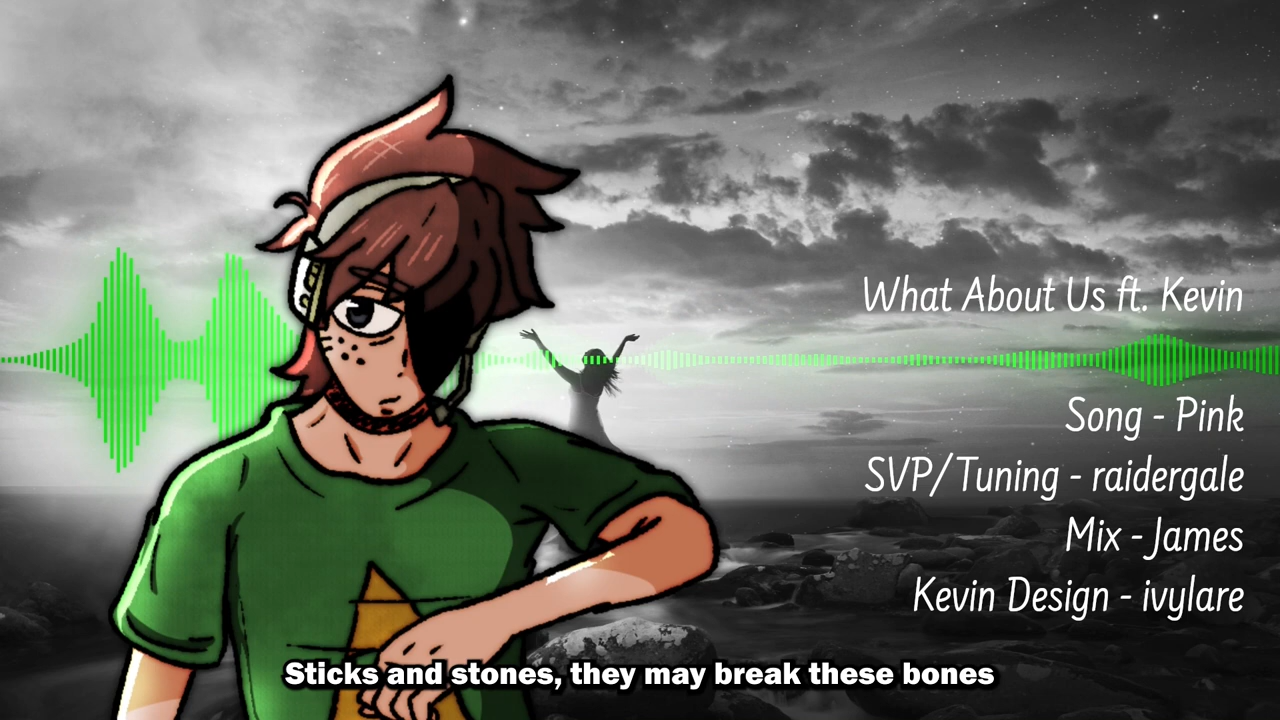 What About Us ft. Kevin
Song - Pink
SVP/Tuning - raidergale
Mix - James
Kevin Design - ivylare
Sticks and stones, they may break these bones